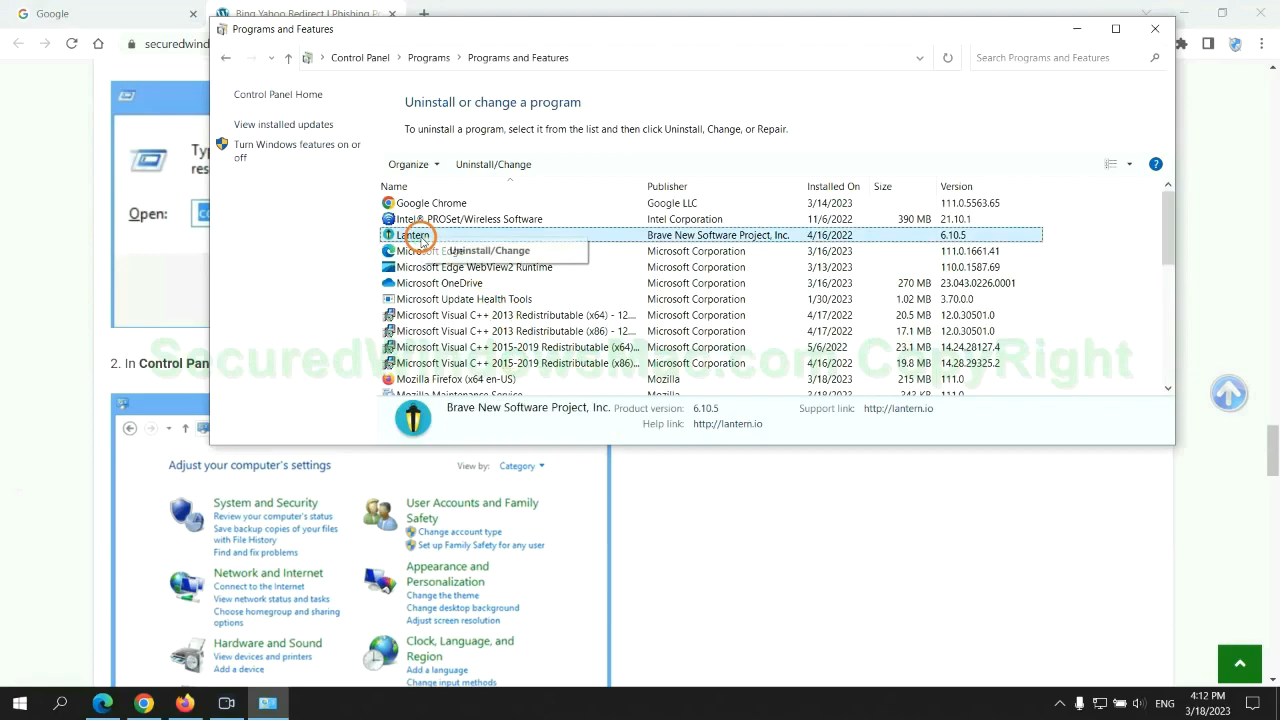 Google
Bing Yahoo Redirect | Phishing Pr
securedwind
Programs and Features
Control Panel
Programs
Programs and Features
Search Programs and Features
Control Panel Home
View installed updates
Turn Windows features on or
off
Uninstall or change a program
To uninstall a program, select it from the list and then click Uninstall, Change, or Repair.
Organize
Uninstall/Change
Name Publisher Installed On Size Version
Google Chrome Google LLC 3/14/2023 111.0.5563.65
Intel® PROSet/Wireless Software Intel Corporation 11/6/2022 390 MB 21.10.1
Lantern Brave New Software Project, Inc. 4/16/2022 6.10.5
Microsoft Edge Microsoft Corporation 3/16/2023 111.0.1661.41
Uninstall/Change
Microsoft Edge WebView2 Runtime Microsoft Corporation 3/13/2023 110.0.1587.69
Microsoft OneDrive Microsoft Corporation 3/16/2023 270 MB 23.043.0226.0001
Microsoft Update Health Tools Microsoft Corporation 1/30/2023 1.02 MB 3.70.0.0
Microsoft Visual C++ 2013 Redistributable (x64) - 12.... Microsoft Corporation 4/17/2022 20.5 MB 12.0.30501.0
Microsoft Visual C++ 2013 Redistributable (x86) - 12.... Microsoft Corporation 4/17/2022 17.1 MB 12.0.30501.0
Microsoft Visual C++ 2015-2019 Redistributable (x64)... Microsoft Corporation 5/6/2022 23.1 MB 14.24.28127.4
Microsoft Visual C++ 2015-2019 Redistributable (x86)... Microsoft Corporation 4/16/2022 19.8 MB 14.28.29325.2
Mozilla Firefox (x64 en-US) Mozilla 3/18/2023 215 MB 111.0
Mozilla Maintenance Service Mozilla 3/18/2023 343 KB 111.0
Brave New Software Project, Inc. Product version: 6.10.5 Support link: http://lantern.io
Help link: http://lantern.io
Open:
2. In Control Pan
Adjust your computer's settings
View by: Category
System and Security
Review your computer's status
Save backup copies of your files
with File History
Find and fix problems
Network and Internet
Connect to the Internet
View network status and tasks
Choose homegroup and sharing
options
Hardware and Sound
View devices and printers
Add a device
User Accounts and Family
Safety
Change account type
Set up Family Safety for any user
Appearance and
Personalization
Change the theme
Change desktop background
Adjust screen resolution
Clock, Language, and
Region
Add a language
Change input methods
ENG
4:12 PM
3/18/2023